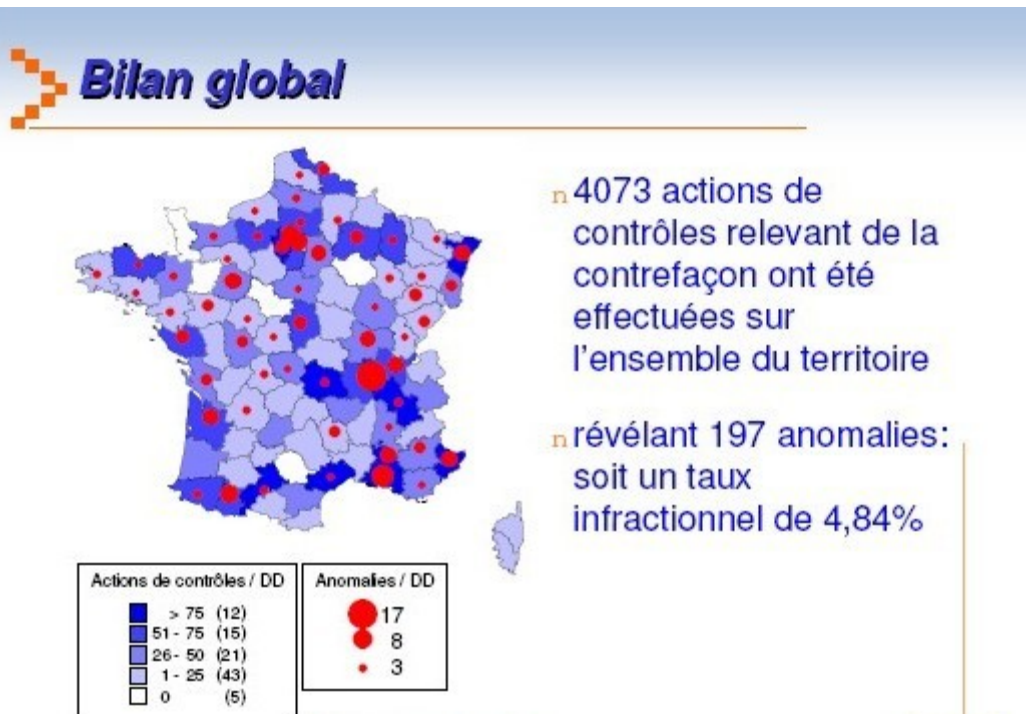 Bilan global
n 4073 actions de
contrôles relevant de la
contrefaçon ont été
effectuées sur
l'ensemble du territoire
n révélant 197 anomalies:
soit un taux
infractionnel de 4,84%
Actions de contrôles / DD
> 75 (12)
51 - 75 (15)
26 - 50 (21)
1 - 25 (43)
0 (5)
Anomalies / DD
17
8
3